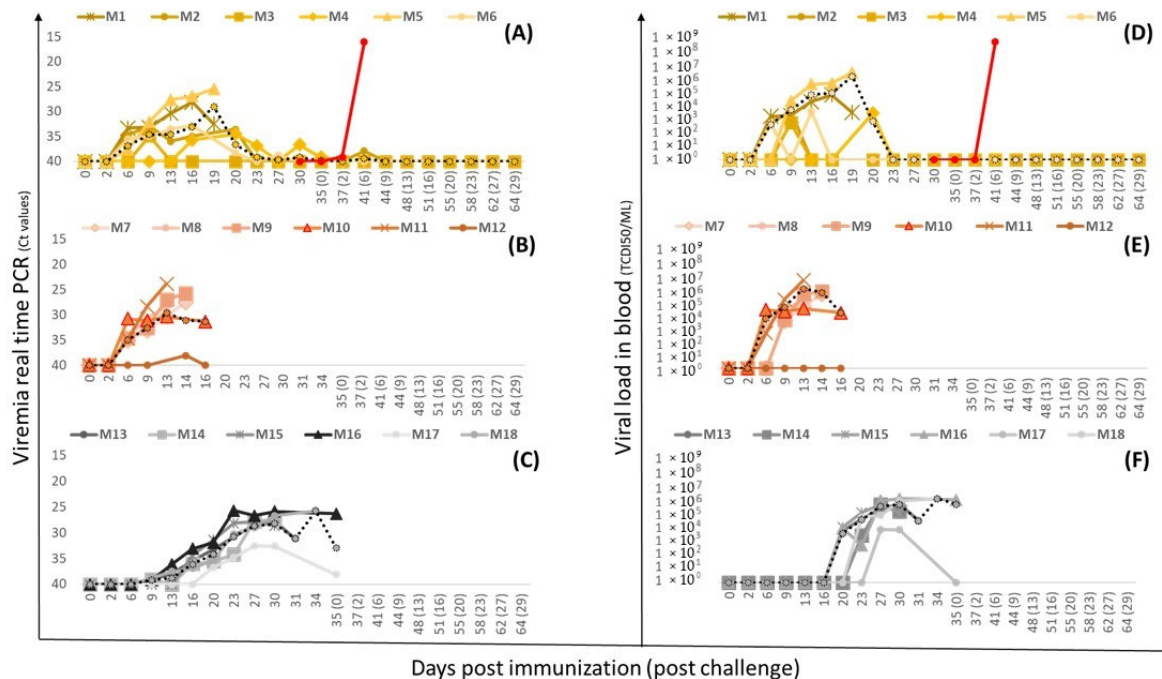 M1 M2 M3 M4 M5 M6
(A)
15
20
25
30
35
40
0 2 6 9 13 16 19 20 23 27 30 35 (0) 37 (2) 41 (6) 44 (9) 48 (13) 51 (16) 55 (20) 58 (23) 62 (27) 64 (29)
M7 M8 M9 M10 M11 M12
(B)
15
20
25
30
35
40
0 2 6 9 13 14 16 20 23 27 30 31 34 35 (0) 37 (2) 41 (6) 44 (9) 48 (13) 51 (16) 55 (20) 58 (23) 62 (27) 64 (29)
M13 M14 M15 M16 M17 M18
(C)
15
20
25
30
35
40
0 2 6 9 13 16 20 23 27 30 31 34 35 (0) 37 (2) 41 (6) 44 (9) 48 (13) 51 (16) 55 (20) 58 (23) 62 (27) 64 (29)
Viremia real time PCR (Ct values)
M1 M2 M3 M4 M5 M6
(D)
1 × 10⁹
1 × 10⁸
1 × 10⁷
1 × 10⁶
1 × 10⁵
1 × 10⁴
1 × 10³
1 × 10²
1 × 10¹
1 × 10⁰
0 2 6 9 13 16 19 20 23 27 30 35 (0) 37 (2) 41 (6) 44 (9) 48 (13) 51 (16) 55 (20) 58 (23) 62 (27) 64 (29)
M7 M8 M9 M10 M11 M12
(E)
1 × 10⁹
1 × 10⁸
1 × 10⁷
1 × 10⁶
1 × 10⁵
1 × 10⁴
1 × 10³
1 × 10²
1 × 10¹
1 × 10⁰
0 2 6 9 13 14 16 20 23 27 30 31 34 35 (0) 37 (2) 41 (6) 44 (9) 48 (13) 51 (16) 55 (20) 58 (23) 62 (27) 64 (29)
M13 M14 M15 M16 M17 M18
(F)
1 × 10⁹
1 × 10⁸
1 × 10⁷
1 × 10⁶
1 × 10⁵
1 × 10⁴
1 × 10³
1 × 10²
1 × 10¹
1 × 10⁰
0 2 6 9 13 16 20 23 27 30 31 34 35 (0) 37 (2) 41 (6) 44 (9) 48 (13) 51 (16) 55 (20) 58 (23) 62 (27) 64 (29)
Viral load in blood (TCDI50/ML)
Days post immunization (post challenge)